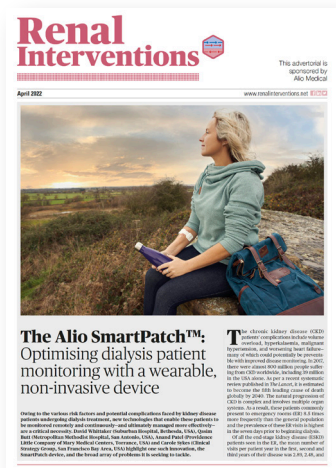 Renal
Interventions
This advertorial is
sponsored by
Alio Medical
April 2022
www.renalinterventions.net
The Alio SmartPatch™:
Optimising dialysis patient
monitoring with a wearable,
non-invasive device
Owing to the various risk factors and potential complications faced by kidney disease
patients undergoing dialysis treatment, new technologies that enable these patients to
be monitored remotely and continuously—and ultimately managed more effectively—
are a critical necessity. David Whittaker (Suburban Hospital, Bethesda, USA), Qasim
Butt (Metropolitan Methodist Hospital, San Antonio, USA), Anand Patel (Providence
Little Company of Mary Medical Centers, Torrance, USA) and Carole Sykes (Clinical
Strategy Group, San Francisco Bay Area, USA) highlight one such innovation, the
SmartPatch device, and the broad array of problems it is seeking to tackle.
The chronic kidney disease (CKD)
patients' complications include volume
overload, hyperkalaemia, malignant
hypertension, and worsening heart failure—
many of which could potentially be preventa-
ble with improved disease monitoring. In 2017,
there were almost 800 million people suffer-
ing from CKD worldwide, including 39 million
in the USA alone. As per a recent systematic
review published in The Lancet, it is estimated
to become the fifth leading cause of death
globally by 2040. The natural progression of
CKD is complex and involves multiple organ
systems. As a result, these patients commonly
present to emergency rooms (ER) 8.5 times
more frequently than the general population
and the prevalence of these ER visits is highest
in the seven days prior to beginning dialysis.
Of all the end-stage kidney disease (ESKD)
patients seen in the ER, the mean number of
visits per patient year in the first, second and
third years of their disease was 2.89, 2.48, and